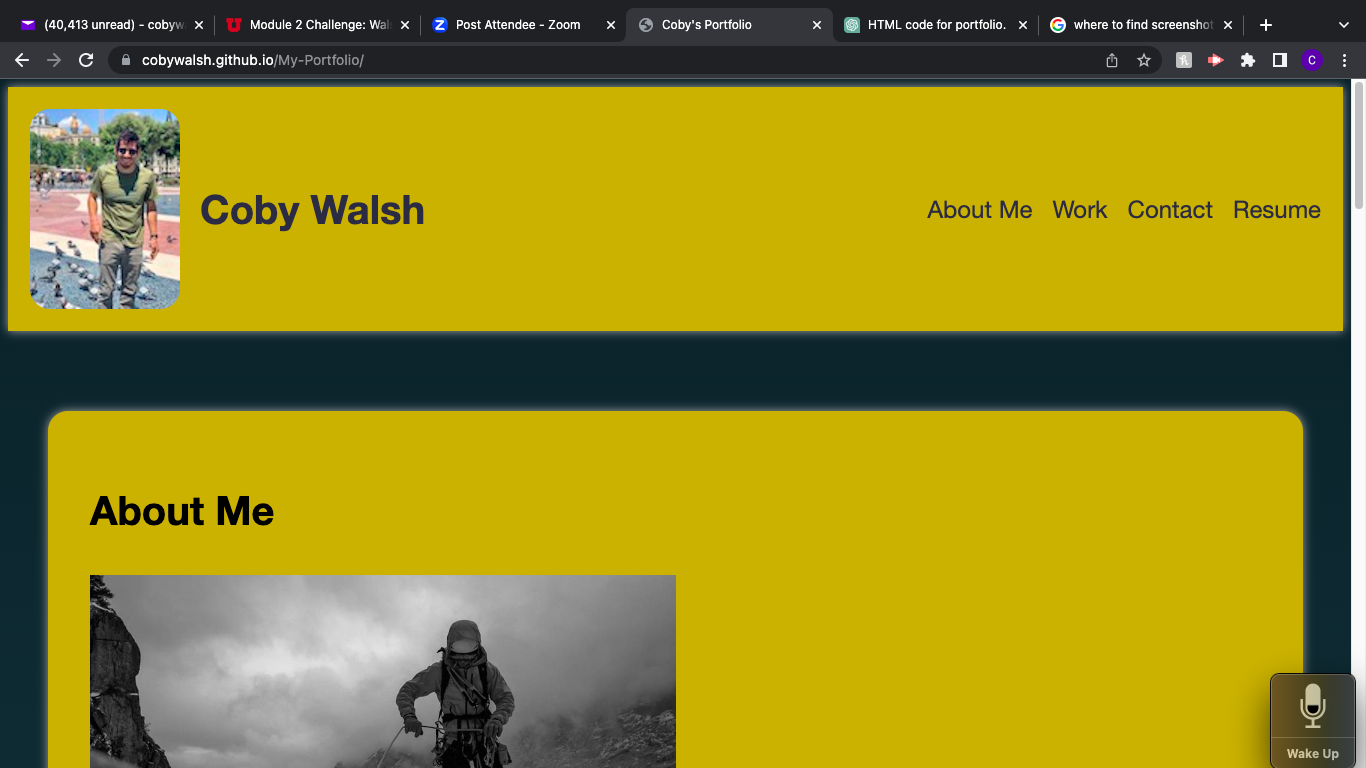 (40,413 unread) - cobyw
Module 2 Challenge: Wal
Post Attendee - Zoom
Coby's Portfolio
HTML code for portfolio.
where to find screenshot
cobywalsh.github.io/My-Portfolio/
C
Coby Walsh
About Me Work Contact Resume
About Me
Wake Up